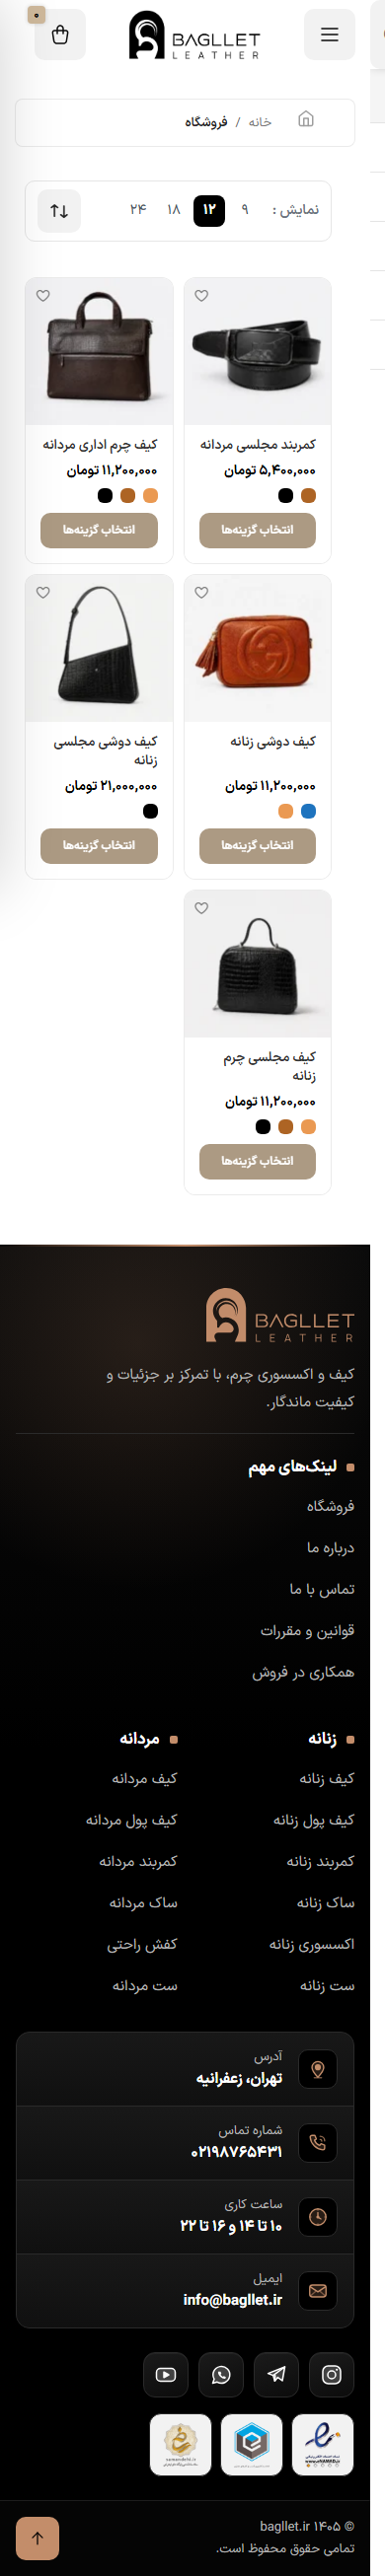 ۰
BAGLLET
LEATHER
خانه / فروشگاه
نمایش : ۹ ۱۲ ۱۸ ۲۴
کمربند مجلسی مردانه
۵,۴۰۰,۰۰۰ تومان
انتخاب گزینه‌ها
کیف چرم اداری مردانه
۱۱,۲۰۰,۰۰۰ تومان
انتخاب گزینه‌ها
کیف دوشی زنانه
۱۱,۲۰۰,۰۰۰ تومان
انتخاب گزینه‌ها
کیف دوشی مجلسی
زنانه
۲۱,۰۰۰,۰۰۰ تومان
انتخاب گزینه‌ها
کیف مجلسی چرم
زنانه
۱۱,۲۰۰,۰۰۰ تومان
انتخاب گزینه‌ها
BAGLLET
LEATHER
کیف و اکسسوری چرم، با تمرکز بر جزئیات و
کیفیت ماندگار.
لینک‌های مهم
فروشگاه
درباره ما
تماس با ما
قوانین و مقررات
همکاری در فروش
زنانه
کیف زنانه
کیف پول زنانه
کمربند زنانه
ساک زنانه
اکسسوری زنانه
ست زنانه
مردانه
کیف مردانه
کیف پول مردانه
کمربند مردانه
ساک مردانه
کفش راحتی
ست مردانه
آدرس
تهران، زعفرانیه
شماره تماس
۰۲۱۹۸۷۶۵۴۳۱
ساعت کاری
۱۰ تا ۱۴ و ۱۶ تا ۲۲
ایمیل
info@bagllet.ir
© ۱۴۰۵ bagllet.ir
تمامی حقوق محفوظ است.